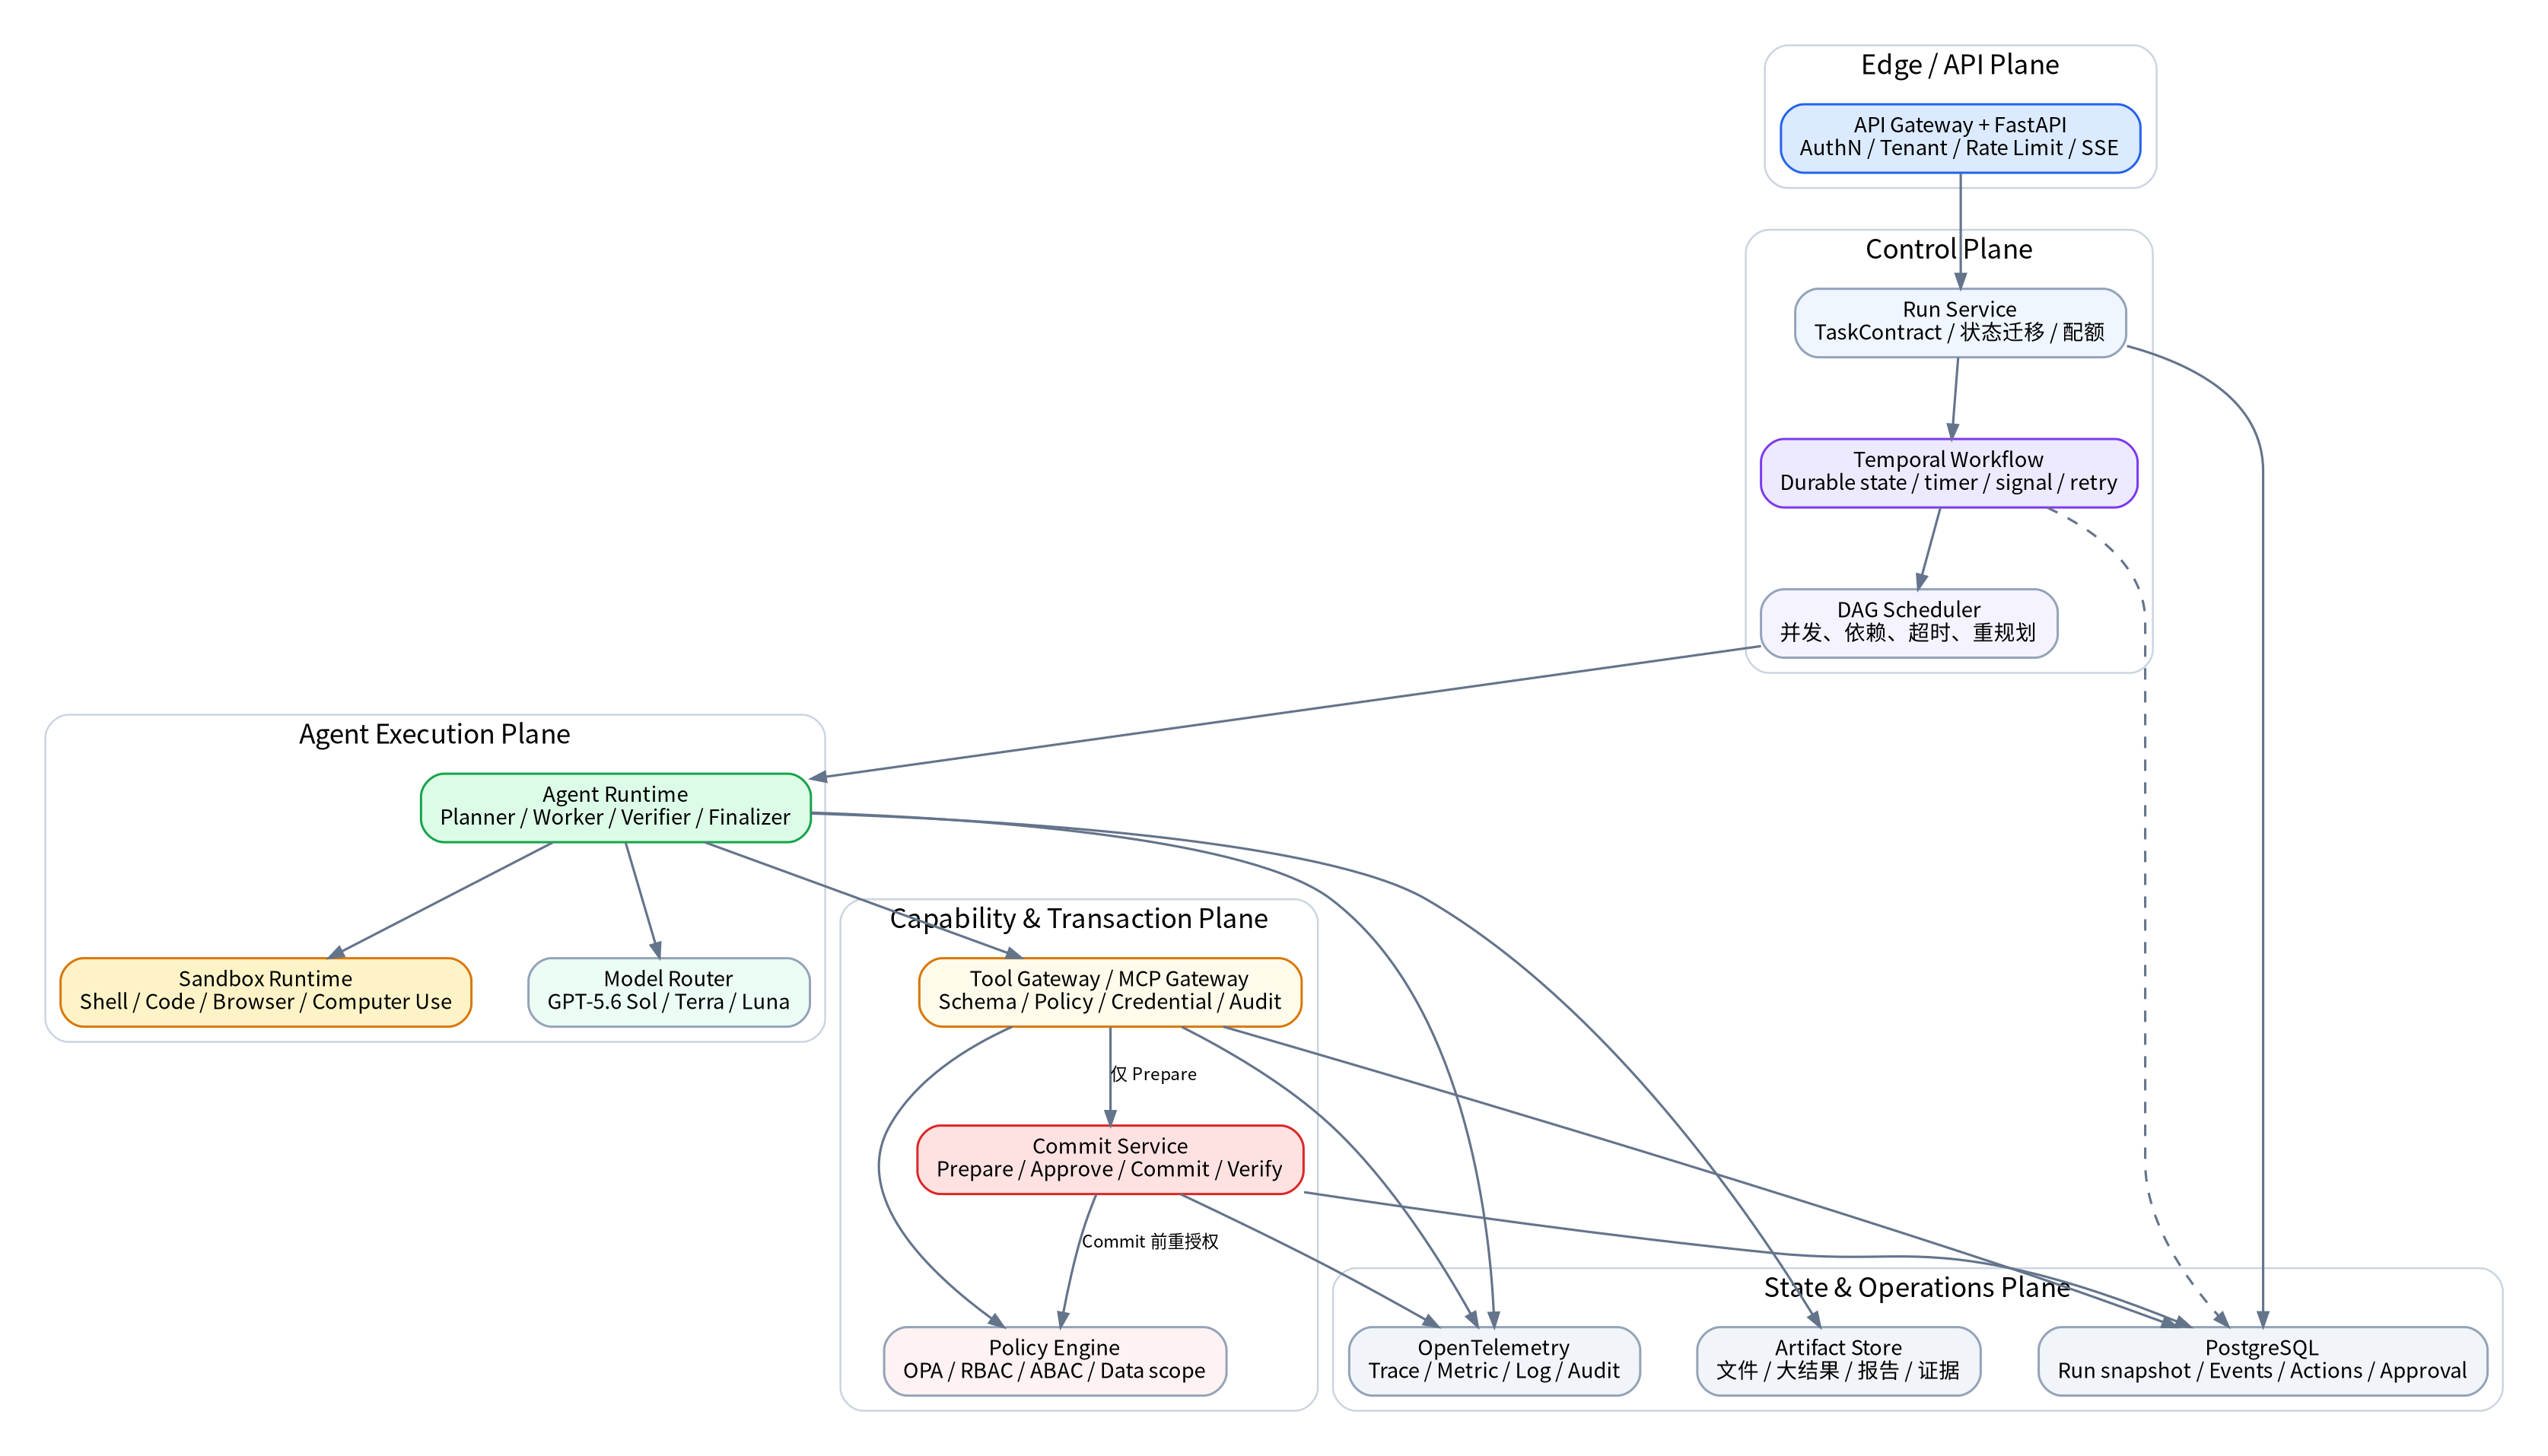 Edge / API Plane
API Gateway + FastAPI
AuthN / Tenant / Rate Limit / SSE
Control Plane
Run Service
TaskContract / 状态迁移 / 配额
Temporal Workflow
Durable state / timer / signal / retry
DAG Scheduler
并发、依赖、超时、重规划
Agent Execution Plane
Agent Runtime
Planner / Worker / Verifier / Finalizer
Sandbox Runtime
Shell / Code / Browser / Computer Use
Model Router
GPT-5.6 Sol / Terra / Luna
Capability & Transaction Plane
Tool Gateway / MCP Gateway
Schema / Policy / Credential / Audit
仅 Prepare
Commit Service
Prepare / Approve / Commit / Verify
Commit 前重授权
Policy Engine
OPA / RBAC / ABAC / Data scope
State & Operations Plane
OpenTelemetry
Trace / Metric / Log / Audit
Artifact Store
文件 / 大结果 / 报告 / 证据
PostgreSQL
Run snapshot / Events / Actions / Approval